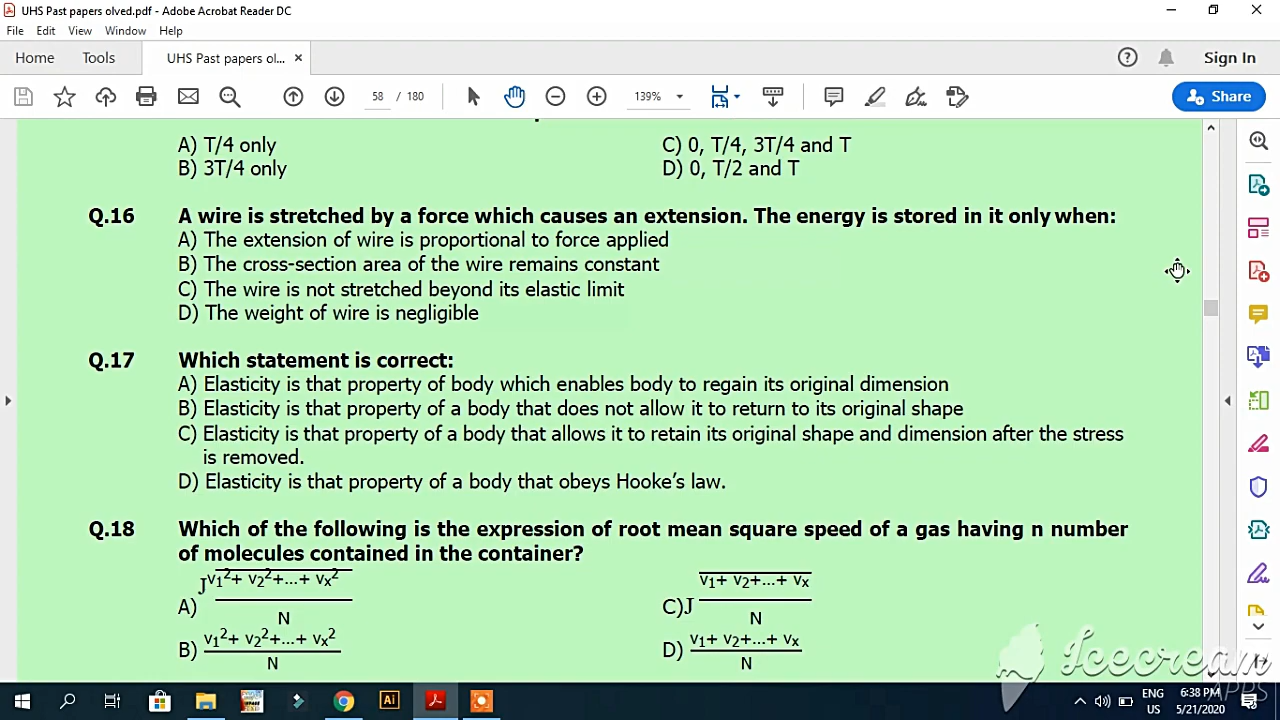 UHS Past papers olved.pdf - Adobe Acrobat Reader DC
File Edit View Window Help
Home Tools UHS Past papers ol... × Sign In
58 / 180 139% Share
A) T/4 only C) 0, T/4, 3T/4 and T
B) 3T/4 only D) 0, T/2 and T
Q.16 A wire is stretched by a force which causes an extension. The energy is stored in it only when:
A) The extension of wire is proportional to force applied
B) The cross-section area of the wire remains constant
C) The wire is not stretched beyond its elastic limit
D) The weight of wire is negligible
Q.17 Which statement is correct:
A) Elasticity is that property of body which enables body to regain its original dimension
B) Elasticity is that property of a body that does not allow it to return to its original shape
C) Elasticity is that property of a body that allows it to retain its original shape and dimension after the stress
is removed.
D) Elasticity is that property of a body that obeys Hooke's law.
Q.18 Which of the following is the expression of root mean square speed of a gas having n number
of molecules contained in the container?
A) J v₁²+ v₂²+...+ vₓ² / N C)J v₁+ v₂+...+ vₓ / N
B) v₁²+ v₂²+...+ vₓ² / N D) v₁+ v₂+...+ vₓ / N
Icecream
APPS
Ai ENG 6:38 PM
US 5/21/2020